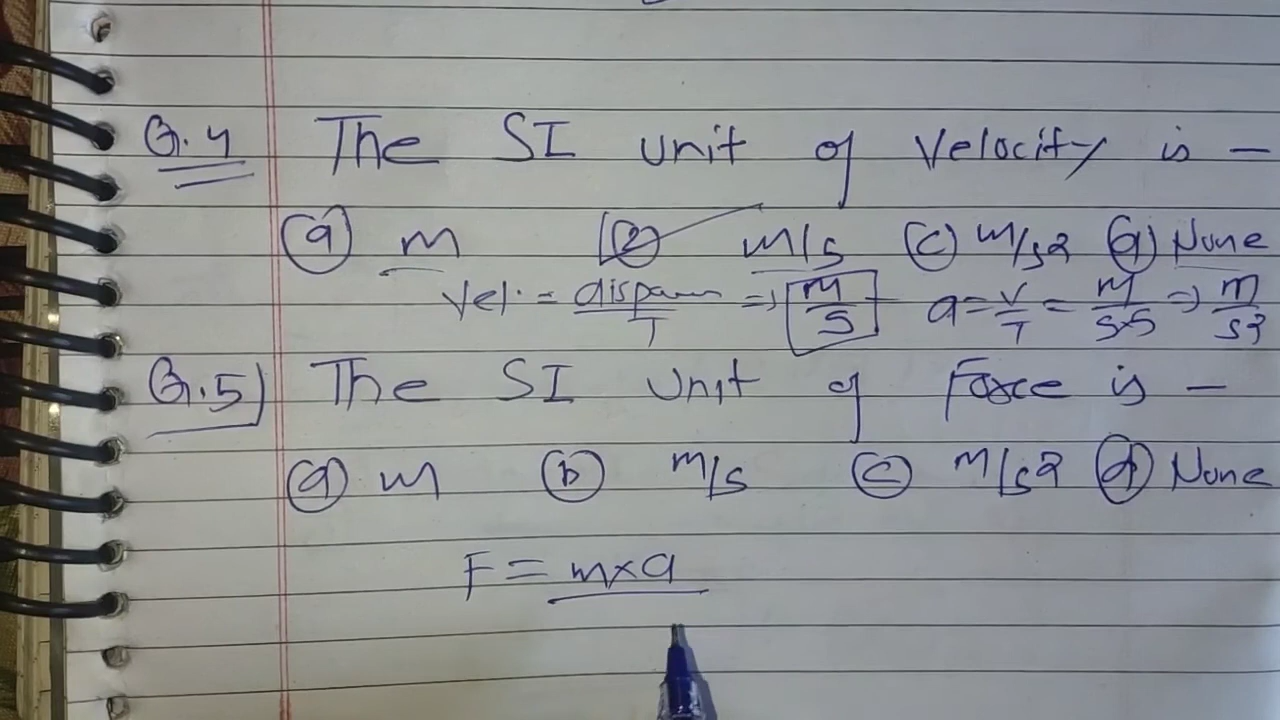 Q.4 The SI unit of Velocity is -
(a) m (b) m/s (c) m/s2 (d) None
Vel. = / T => m/s a = V/T = m/s×s => m/s2
Q.5) The SI Unit of Force is -
(a) m (b) m/s (c) m/s2 (d) None
F = m×a